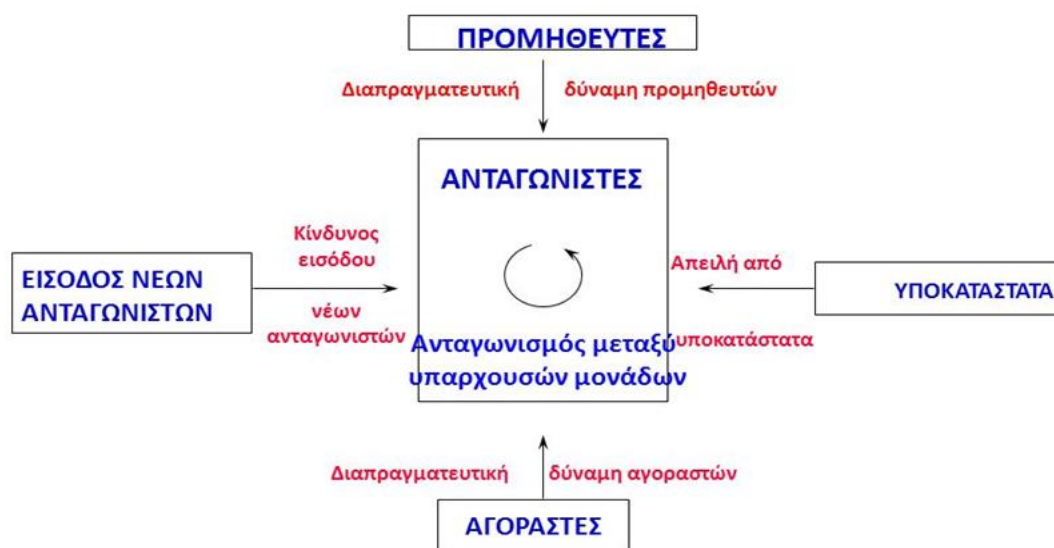 ΠΡΟΜΗΘΕΥΤΕΣ
Διαπραγματευτική δύναμη προμηθευτών
ΑΝΤΑΓΩΝΙΣΤΕΣ
Κίνδυνος
εισόδου
νέων
ανταγωνιστών
ΕΙΣΟΔΟΣ ΝΕΩΝ
ΑΝΤΑΓΩΝΙΣΤΩΝ
Απειλή από
υποκατάστατα
ΥΠΟΚΑΤΑΣΤΑΤΑ
Ανταγωνισμός μεταξύ
υπαρχουσών μονάδων
Διαπραγματευτική δύναμη αγοραστών
ΑΓΟΡΑΣΤΕΣ